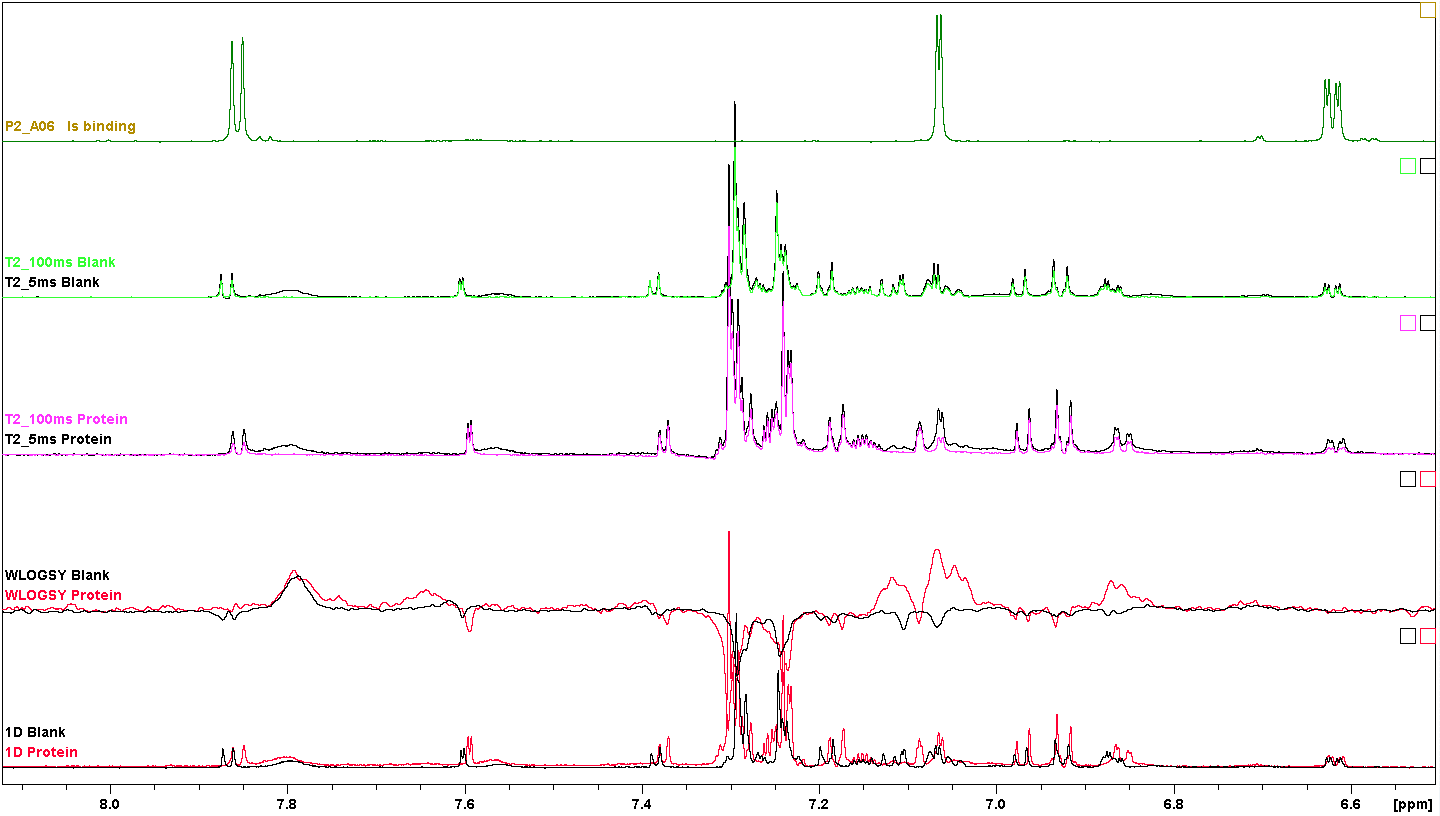 P2_A06 Is binding
T2_100ms Blank
T2_5ms Blank
T2_100ms Protein
T2_5ms Protein
WLOGSY Blank
WLOGSY Protein
1D Blank
1D Protein
8.0 7.8 7.6 7.4 7.2 7.0 6.8 6.6 [ppm]